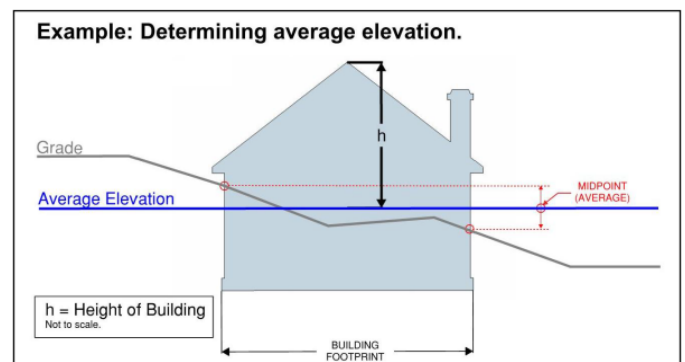 Example: Determining average elevation.
h
Grade
MIDPOINT
(AVERAGE)
Average Elevation
h = Height of Building
Not to scale.
BUILDING
FOOTPRINT